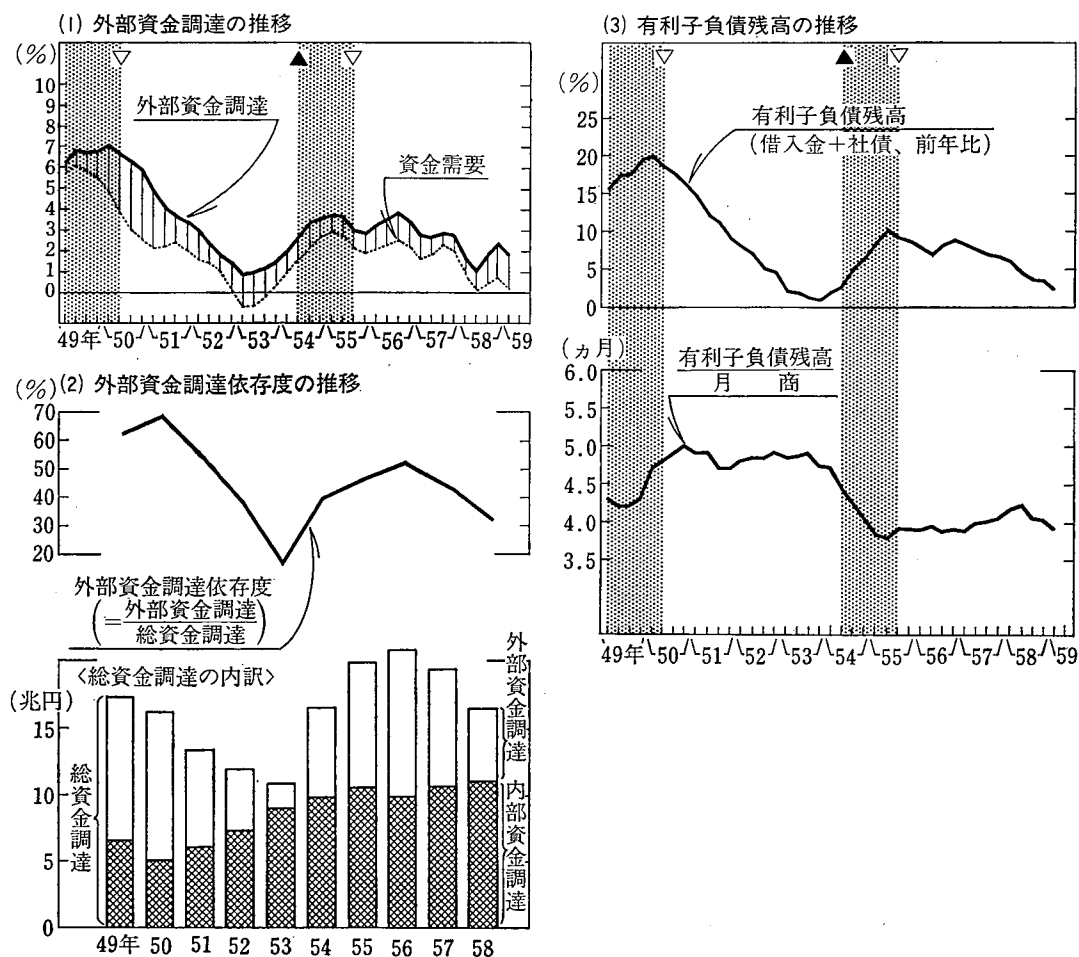 (1) 外部資金調達の推移
(%)
10
9
8
7
6
5
4
3
2
1
0
外部資金調達
資金需要
49年 50 51 52 53 54 55 56 57 58 59
(%)
(2) 外部資金調達依存度の推移
70
60
50
40
30
20
外部資金調達依存度
(=外部資金調達
総資金調達)
<総資金調達の内訳>
(兆円)
15
10
5
0
総資金調達
外部資金調達
内部資金調達
49年 50 51 52 53 54 55 56 57 58
(3) 有利子負債残高の推移
(%)
25
20
15
10
5
0
有利子負債残高
(借入金+社債、前年比)
(ヵ月)
6.0
5.5
5.0
4.5
4.0
3.5
有利子負債残高
月 商
49年 50 51 52 53 54 55 56 57 58 59